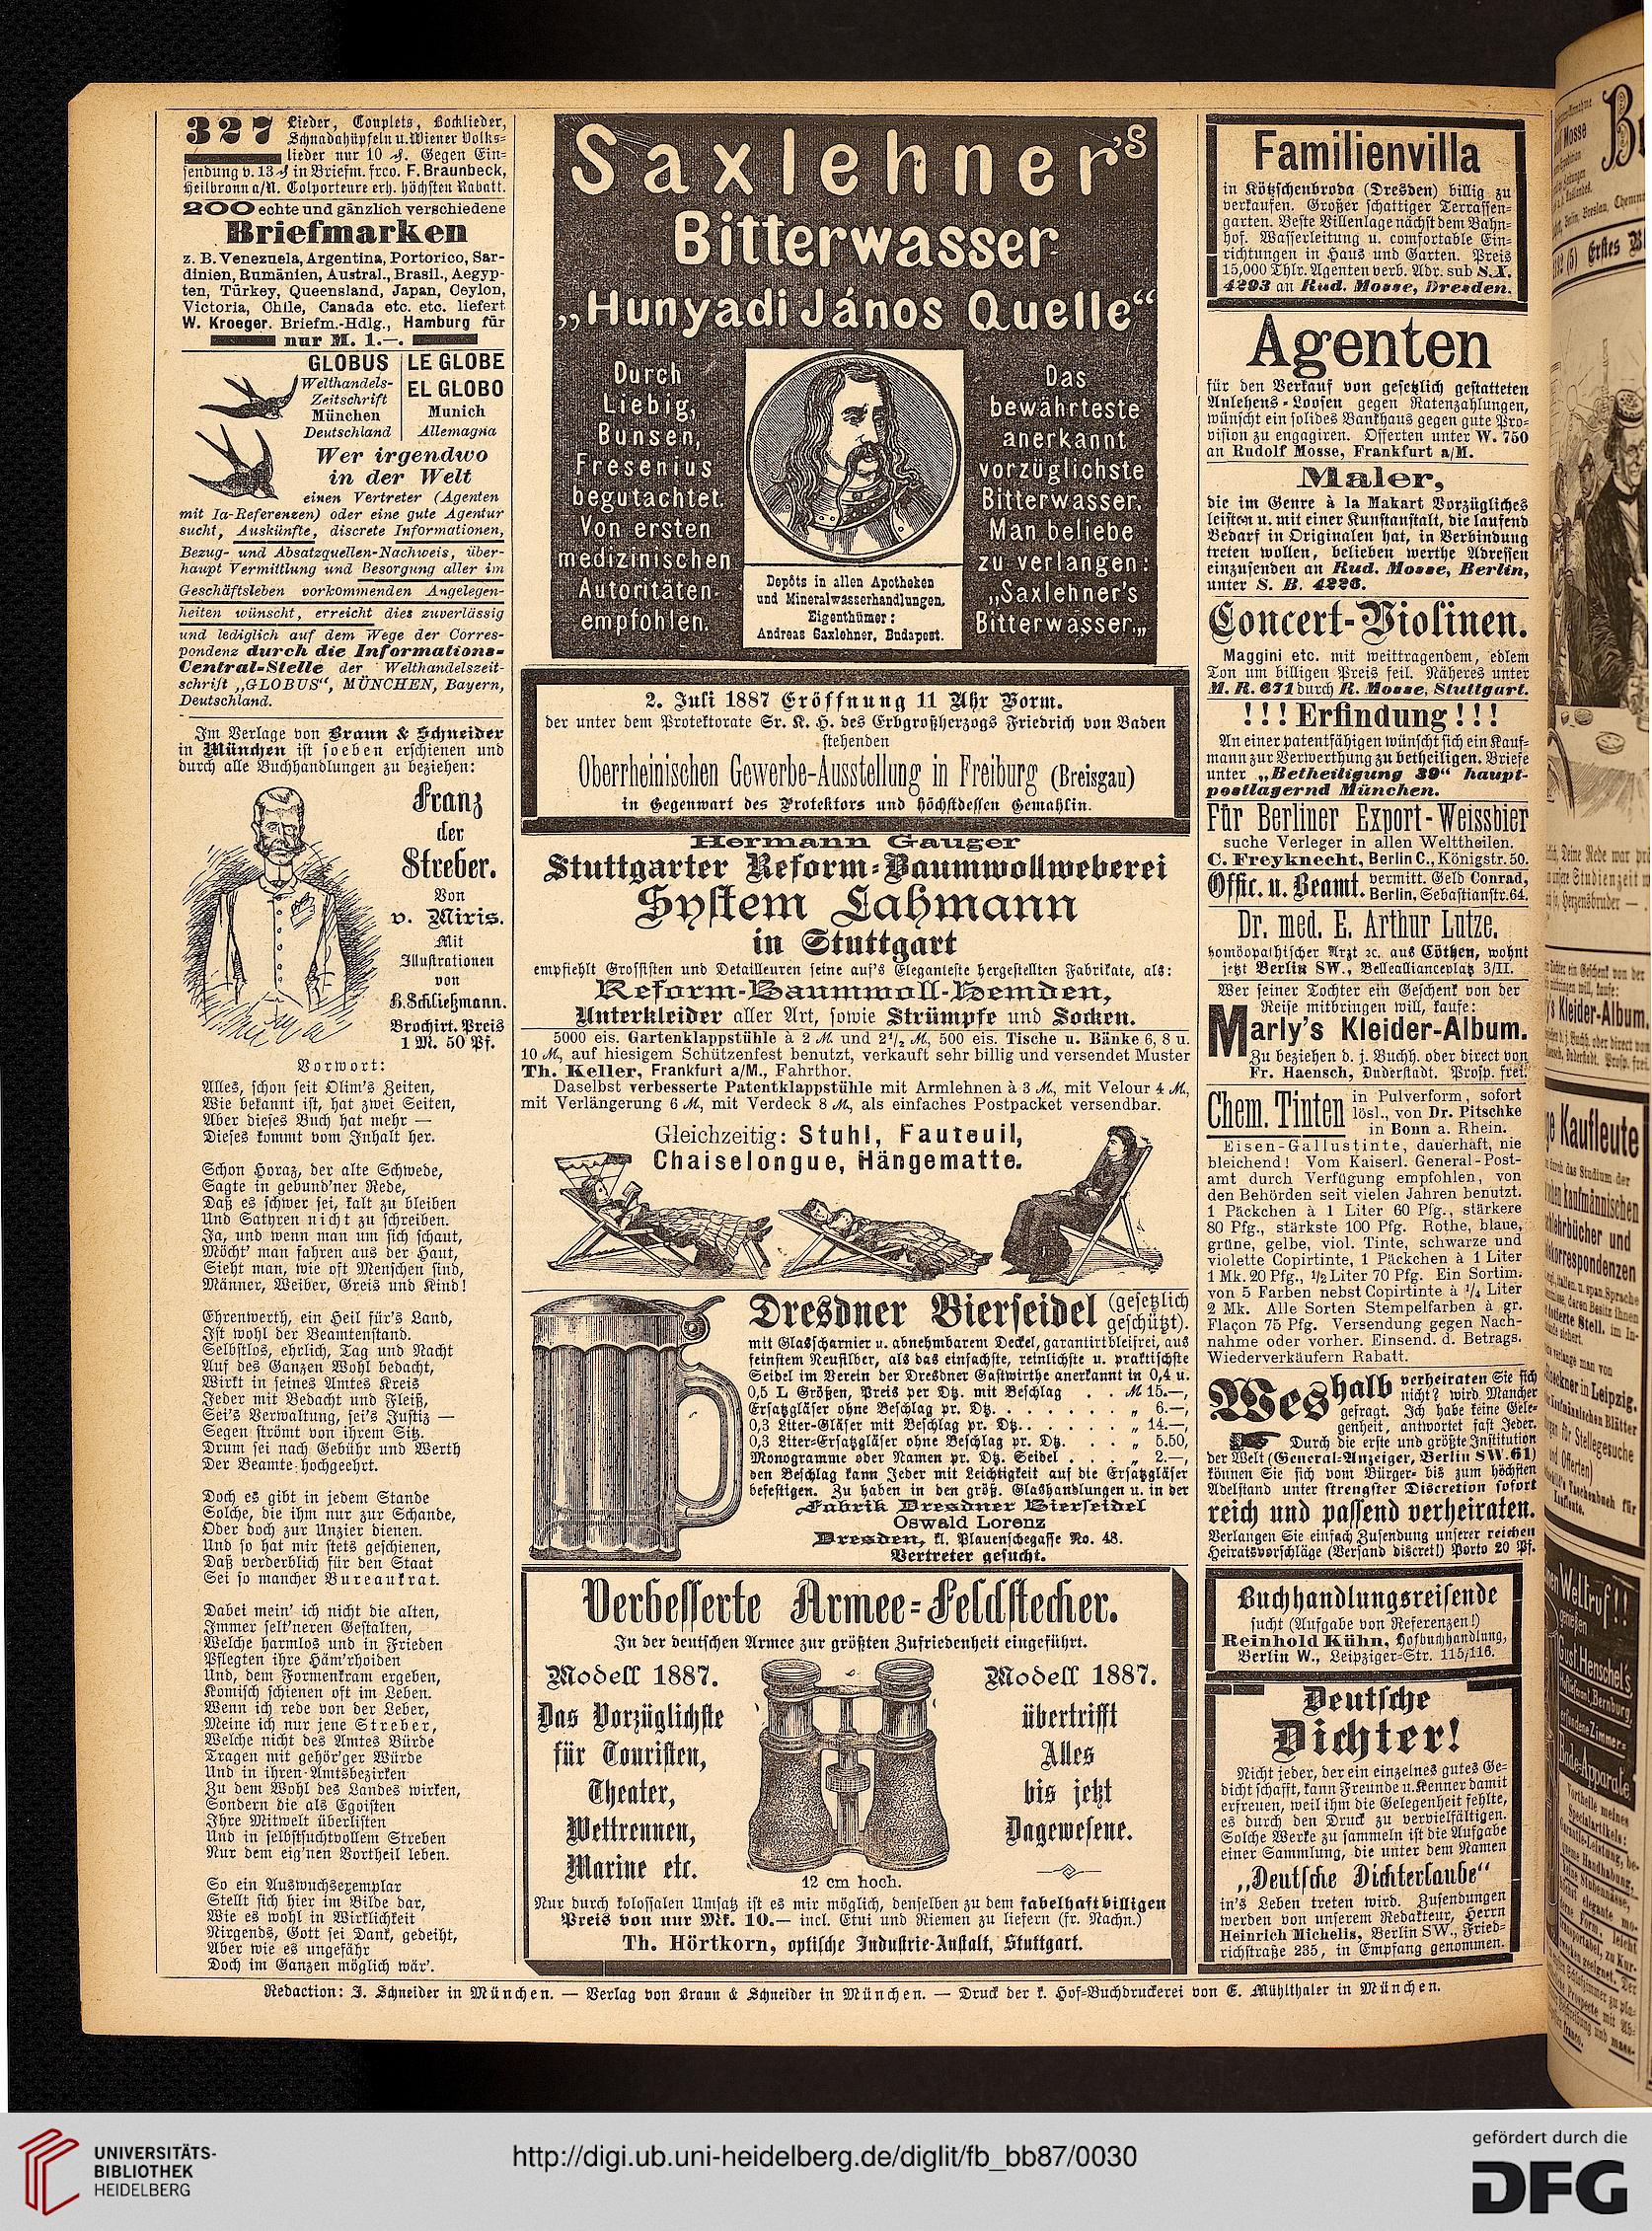 327 Lieder, Couplets, Bocklieder,
Schnadahüpfeln u. Wiener Volks-
lieder nur 10 ₰. Gegen Ein-
sendung v. 13 ₰ in Briefm. frco. F. Braunbeck,
Heilbronn a/N. Colporteure erh. höchsten Rabatt.
200 echte und gänzlich verschiedene
Briefmarken
z. B. Venezuela, Argentina, Portorico, Sar-
dinien, Rumänien, Austral., Brasil., Aegyp-
ten, Türkey, Queensland, Japan, Ceylon,
Victoria, Chile, Canada etc. etc. liefert
W. Kroeger. Briefm.-Hdlg., Hamburg für
nur M. 1.—.
GLOBUS
Welthandels-
Zeitschrift
München
Deutschland
LE GLOBE
EL GLOBO
Munich
Allemagna
Wer irgendwo
in der Welt
einen Vertreter (Agenten
mit Ia-Referenzen) oder eine gute Agentur
sucht, Auskünfte, discrete Informationen,
Bezug- und Absatzquellen-Nachweis, über-
haupt Vermittlung und Besorgung aller im
Geschäftsleben vorkommenden Angelegen-
heiten wünscht, erreicht dies zuverlässig
und lediglich auf dem Wege der Corres-
pondenz durch die Informations-
Central-Stelle der Welthandelszeit-
schrift „GLOBUS“, MÜNCHEN, Bayern,
Deutschland.
Im Verlage von Braun & Schneider
in München ist soeben erschienen und
durch alle Buchhandlungen zu beziehen:
Franz
der
Streber.
Von
v. Miris.
Mit
Illustrationen
von
H. Schließmann.
Brochirt. Preis
1 M. 50 Pf.
Vorwort:
Alles, schon seit Olim's Zeiten,
Wie bekannt ist, hat zwei Seiten,
Aber dieses Buch hat mehr —
Dieses kommt vom Inhalt her.
Schon Horaz, der alte Schwede,
Sagte in gebund'ner Rede,
Daß es schwer sei, kalt zu bleiben
Und Satyren nicht zu schreiben.
Ja, und wenn man um sich schaut,
Möcht' man fahren aus der Haut,
Sieht man, wie oft Menschen sind,
Männer, Weiber, Greis und Kind!
Ehrenwerth, ein Heil für's Land,
Ist wohl der Beamtenstand.
Selbstlos, ehrlich, Tag und Nacht
Auf des Ganzen Wohl bedacht,
Wirkt in seines Amtes Kreis
Jeder mit Bedacht und Fleiß,
Sei's Verwaltung, sei's Justiz —
Segen strömt von ihrem Sitz.
Drum sei nach Gebühr und Werth
Der Beamte hochgeehrt.
Doch es gibt in jedem Stande
Solche, die ihm nur zur Schande,
Oder doch zur Unzier dienen.
Und so hat mir stets geschienen,
Daß verderblich für den Staat
Sei so mancher Bureaukrat.
Dabei mein' ich nicht die alten,
Immer selt'neren Gestalten,
Welche harmlos und in Frieden
Pflegten ihre Häm'rhoiden
Und, dem Formenkram ergeben,
Komisch schienen oft im Leben.
Wenn ich rede von der Leber,
Meine ich nur jene Streber,
Welche nicht des Amtes Bürde
Tragen mit gehör'ger Würde
Und in ihren Amtsbezirken
Zu dem Wohl des Landes wirken,
Sondern die als Egoisten
Ihre Mitwelt überlisten
Und in selbstsuchtvollem Streben
Nur dem eig'nen Vortheil leben.
So ein Auswuchsexemplar
Stellt sich hier im Bilde dar,
Wie es wohl in Wirklichkeit
Nirgends, Gott sei Dank, gedeiht,
Aber wie es ungefähr
Doch im Ganzen möglich wär'.
Saxlehner's
Bitterwasser
„Hunyadi János Quelle“
Durch
Liebig,
Bunsen,
Fresenius
begutachtet.
Von ersten
medizinischen
Autoritäten
empfohlen.
Depôts in allen Apotheken
und Mineralwasserhandlungen.
Eigenthümer:
Andreas Saxlehner, Budapest.
Das
bewährteste
anerkannt
vorzüglichste
Bitterwasser.
Man beliebe
zu verlangen:
„Saxlehner's
Bitterwasser„
2. Juli 1887 Eröffnung 11 Uhr Vorm.
der unter dem Protektorate Sr. K. H. des Erbgroßherzogs Friedrich von Baden
stehenden
Oberrheinischen Gewerbe-Ausstellung in Freiburg (Breisgau)
in Gegenwart des Protektors und höchstdessen Gemahlin.
Hermann Gauger
Stuttgarter Reform-Baumwollweberei
System Lahmann
in Stuttgart
empfiehlt Grossisten und Detailleuren seine auf's Eleganteste hergestellten Fabrikate, als:
Reform-Baumwoll-Hemden,
Unterkleider aller Art, sowie Strümpfe und Socken.
5000 eis. Gartenklappstühle à 2 M. und 2½ M, 500 eis. Tische u. Bänke 6, 8 u.
10 M, auf hiesigem Schützenfest benutzt, verkauft sehr billig und versendet Muster
Th. Keller, Frankfurt a/M., Fahrthor.
Daselbst verbesserte Patentklappstühle mit Armlehnen à 3 M, mit Velour 4 M,
mit Verlängerung 6 M, mit Verdeck 8 M, als einfaches Postpacket versendbar.
Gleichzeitig: Stuhl, Fauteuil,
Chaiselongue, Hängematte.
Dresdner Bierseidel (gesetzlich geschützt).
mit Glasscharnier u. abnehmbarem Deckel, garantirt bleifrei, aus
feinstem Neusilber, als das einfachste, reinlichste u. praktischste
Seidel im Verein der Dresdner Gastwirthe anerkannt in 0,4 u.
0,5 L Größen, Preis per Dtz. mit Beschlag . . M 15.—,
Ersatzgläser ohne Beschlag pr. Dtz. . . . . . . . „ 6.—,
0,3 Liter-Gläser mit Beschlag pr. Dtz. . . . . . „ 14.—,
0,3 Liter-Ersatzgläser ohne Beschlag pr. Dtz. . . . „ 5.50,
Monogramme oder Namen pr. Dtz. Seidel . . . . „ 2.—,
den Beschlag kann Jeder mit Leichtigkeit auf die Ersatzgläser
befestigen. Zu haben in den größ. Glashandlungen u. in der
Fabrik Dresdner Bierseidel
Oswald Lorenz
Dresden, kl. Plauenschegasse No. 48.
Vertreter gesucht.
Verbesserte Armee-Feldstecher.
In der deutschen Armee zur größten Zufriedenheit eingeführt.
Modell 1887.
Das Vorzüglichste
für Touristen,
Theater,
Wettrennen,
Marine etc.
12 cm hoch.
Modell 1887.
übertrifft
Alles
bis jetzt
Dagewesene.
Nur durch kolossalen Umsatz ist es mir möglich, denselben zu dem fabelhaft billigen
Preis von nur Mk. 10.— incl. Etui und Riemen zu liefern (fr. Nachn.)
Th. Hörtkorn, optische Industrie-Anstalt, Stuttgart.
Familienvilla
in Kötzschenbroda (Dresden) billig zu
verkaufen. Großer schattiger Terrassen-
garten. Beste Villenlage nächst dem Bahn-
hof. Wasserleitung u. comfortable Ein-
richtungen in Haus und Garten. Preis
15,000 Thlr. Agenten verb. Adr. sub S. X.
4293 an Rud. Mosse, Dresden.
Agenten
für den Verkauf von gesetzlich gestatteten
Anlehens-Loosen gegen Ratenzahlungen,
wünscht ein solides Bankhaus gegen gute Pro-
vision zu engagiren. Offerten unter W. 750
an Rudolf Mosse, Frankfurt a/M.
Maler,
die im Genre à la Makart Vorzügliches
leisten u. mit einer Kunstanstalt, die laufend
Bedarf in Originalen hat, in Verbindung
treten wollen, belieben werthe Adressen
einzusenden an Rud. Mosse, Berlin,
unter S. B. 4226.
Concert-Violinen.
Maggini etc. mit weittragendem, edlem
Ton um billigen Preis feil. Näheres unter
M. R. 671 durch R. Mosse, Stuttgart.
!!! Erfindung !!!
An einer patentfähigen wünscht sich ein Kauf-
mann zur Verwerthung zu betheiligen. Briefe
unter „Betheiligung 39“ haupt-
postlagernd München.
Für Berliner Export-Weissbier
suche Verleger in allen Welttheilen.
C. Freyknecht, Berlin C., Königstr. 50.
Offic. u. Beamt. vermitt. Geld Conrad,
Berlin, Sebastianstr. 64.
Dr. med. E. Arthur Lutze.
homöopathischer Arzt 2c. aus Cöthen, wohnt
jetzt Berlin SW., BellealliancePlatz 3/II.
Wer seiner Tochter ein Geschenk von der
Reise mitbringen will, kaufe:
Marly's Kleider-Album.
Zu beziehen d. j. Buchh. oder direct von
Fr. Haensch, Duderstadt. Prosp. frei.
Chem. Tinten in Pulverform, sofort
lösl., von Dr. Pitschke
in Bonn a. Rhein.
Eisen-Gallustinte, dauerhaft, nie
bleichend! Vom Kaiserl. General-Post-
amt durch Verfügung empfohlen, von
den Behörden seit vielen Jahren benutzt.
1 Päckchen à 1 Liter 60 Pfg., stärkere
80 Pfg., stärkste 100 Pfg. Rothe, blaue,
grüne, gelbe, viol. Tinte, schwarze und
violette Copirtinte, 1 Päckchen à 1 Liter
1 Mk. 20 Pfg., ½ Liter 70 Pfg. Ein Sortim.
von 5 Farben nebst Copirtinte à ¼ Liter
2 Mk. Alle Sorten Stempelfarben à gr.
Flaçon 75 Pfg. Versendung gegen Nach-
nahme oder vorher. Einsend. d. Betrags.
Wiederverkäufern Rabatt.
Weshalb verheiraten Sie sich
nicht? wird Mancher
gefragt. Ich habe keine Gele-
genheit, antwortet fast Jeder.
Durch die erste und größte Institution
der Welt (General-Anzeiger, Berlin SW. 61)
können Sie sich vom Bürger- bis zum höchsten
Adelstand unter strengster Discretion sofort
reich und passend verheiraten.
Verlangen Sie einfach Zusendung unserer reichen
Heiratsvorschläge (Versand discret!) Porto 20 Pf.
Buchhandlungsreisende
sucht (Aufgabe von Referenzen!)
Reinhold Kühn, Hofbuchhandlung,
Berlin W., Leipziger-Str. 115/116.
Deutsche
Dichter!
Nicht jeder, der ein einzelnes gutes Ge-
dicht schafft, kann Freunde u. Kenner damit
erfreuen, weil ihm die Gelegenheit fehlte,
es durch den Druck zu vervielfältigen.
Solche Werke zu sammeln ist die Aufgabe
einer Sammlung, die unter dem Namen
„Deutsche Dichterlaube“
in's Leben treten wird. Zusendungen
werden von unserem Redakteur, Herrn
Heinrich Michelis, Berlin SW., Fried-
richstraße 235, in Empfang genommen.
Redaction: J. Schneider in München. — Verlag von Braun & Schneider in München. — Druck der k. Hof-Buchdruckerei von E. Mühlthaler in München.
Mosse
Erstes
Kleider-Album.
Kaufleute
kaufmännischen
und
in Leipzig.
Weltruf!!
Gust. Henschel's
Bade-Apparate
UNIVERSITÄTS-
BIBLIOTHEK
HEIDELBERG
http://digi.ub.uni-heidelberg.de/diglit/fb_bb87/0030
gefördert durch die
DFG